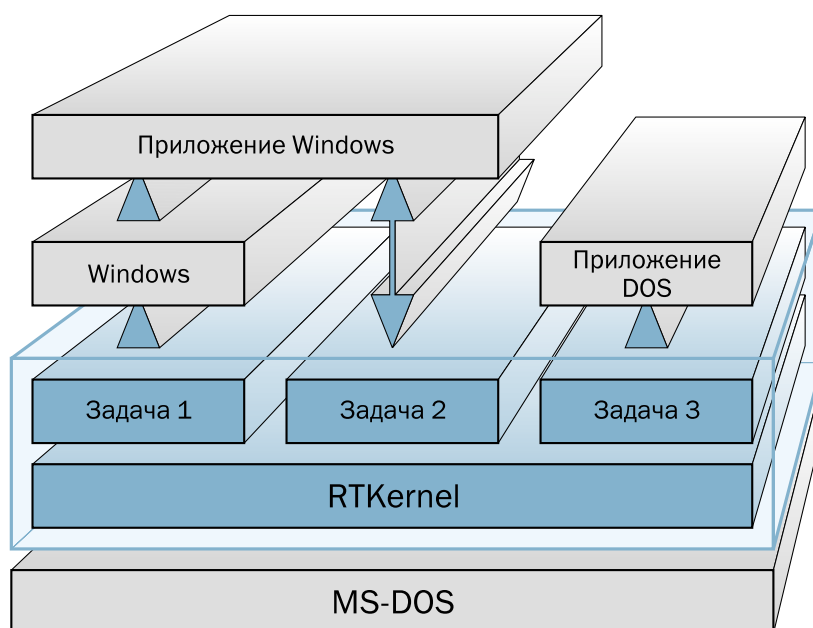 Приложение Windows
Windows
Приложение
DOS
Задача 1
Задача 2
Задача 3
RTKernel
MS-DOS